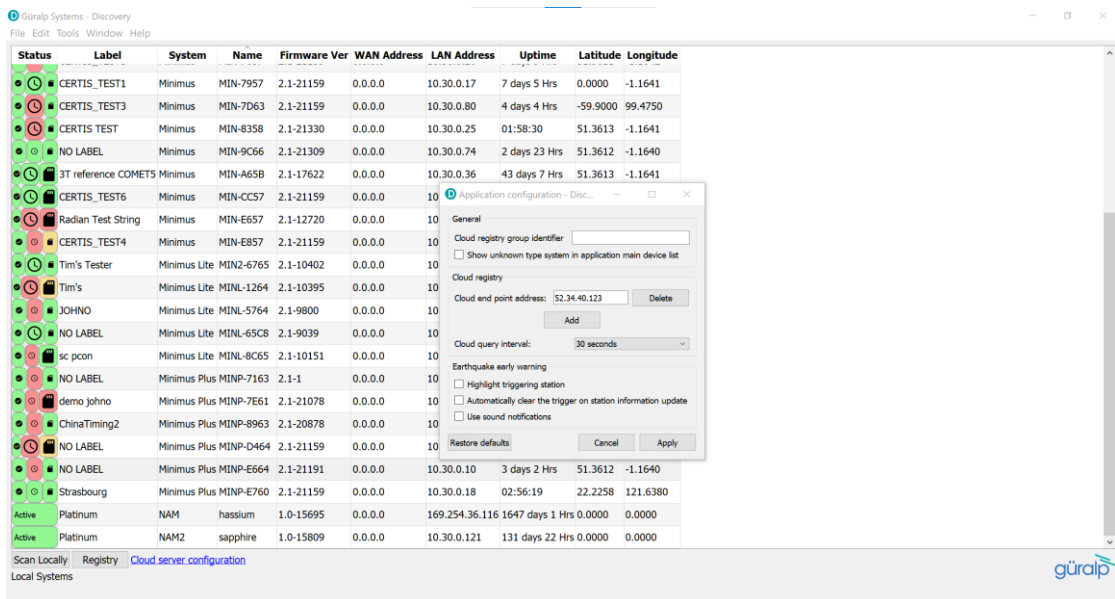 Güralp Systems - Discovery
File Edit Tools Window Help
Status Label System Name Firmware Ver WAN Address LAN Address Uptime Latitude Longitude
CERTIS_TEST1 Minimus MIN-7957 2.1-21159 0.0.0.0 10.30.0.17 7 days 5 Hrs 0.0000 -1.1641
CERTIS_TEST3 Minimus MIN-7D63 2.1-21159 0.0.0.0 10.30.0.80 4 days 4 Hrs -59.9000 99.4750
CERTIS TEST Minimus MIN-8358 2.1-21330 0.0.0.0 10.30.0.25 01:58:30 51.3613 -1.1641
NO LABEL Minimus MIN-9C66 2.1-21309 0.0.0.0 10.30.0.74 2 days 23 Hrs 51.3612 -1.1640
3T reference COMET5 Minimus MIN-A65B 2.1-17622 0.0.0.0 10.30.0.36 43 days 7 Hrs 51.3613 -1.1641
CERTIS_TEST6 Minimus MIN-CC57 2.1-21159 0.0.0.0 10
Radian Test String Minimus MIN-E657 2.1-12720 0.0.0.0 10
CERTIS_TEST4 Minimus MIN-E857 2.1-21159 0.0.0.0 10
Tim's Tester Minimus Lite MIN2-6765 2.1-10402 0.0.0.0 10
Tim's Minimus Lite MINL-1264 2.1-10395 0.0.0.0 10
JOHNO Minimus Lite MINL-5764 2.1-9800 0.0.0.0 10
NO LABEL Minimus Lite MINL-65C8 2.1-9039 0.0.0.0 10
sc pcon Minimus Lite MINL-8C65 2.1-10151 0.0.0.0 10
NO LABEL Minimus Plus MINP-7163 2.1-1 0.0.0.0 10
demo johno Minimus Plus MINP-7E61 2.1-21078 0.0.0.0 10
ChinaTiming2 Minimus Plus MINP-8963 2.1-20878 0.0.0.0 10
NO LABEL Minimus Plus MINP-D464 2.1-21159 0.0.0.0 10
NO LABEL Minimus Plus MINP-E664 2.1-21191 0.0.0.0 10.30.0.10 3 days 2 Hrs 51.3612 -1.1640
Strasbourg Minimus Plus MINP-E760 2.1-21159 0.0.0.0 10.30.0.18 02:56:19 22.2258 121.6380
Active Platinum NAM hassium 1.0-15695 0.0.0.0 169.254.36.116 1647 days 1 Hrs 0.0000 0.0000
Active Platinum NAM2 sapphire 1.0-15809 0.0.0.0 10.30.0.121 131 days 22 Hrs 0.0000 0.0000
Application configuration - Disc...
General
Cloud registry group identifier
Show unknown type system in application main device list
Cloud registry
Cloud end point address: 52.34.40.123 Delete
Add
Cloud query interval: 30 seconds
Earthquake early warning
Highlight triggering station
Automatically clear the trigger on station information update
Use sound notifications
Restore defaults Cancel Apply
Scan Locally Registry Cloud server configuration
Local Systems
güralp